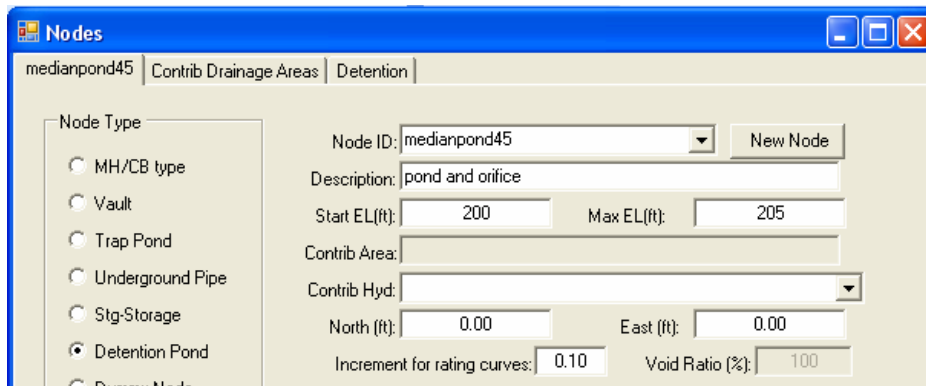 Nodes
medianpond45 Contrib Drainage Areas Detention
Node Type
MH/CB type
Vault
Trap Pond
Underground Pipe
Stg-Storage
Detention Pond
Node ID: medianpond45 New Node
Description: pond and orifice
Start EL(ft): 200 Max EL(ft): 205
Contrib Area:
Contrib Hyd:
North (ft): 0.00 East (ft): 0.00
Increment for rating curves: 0.10 Void Ratio (%): 100